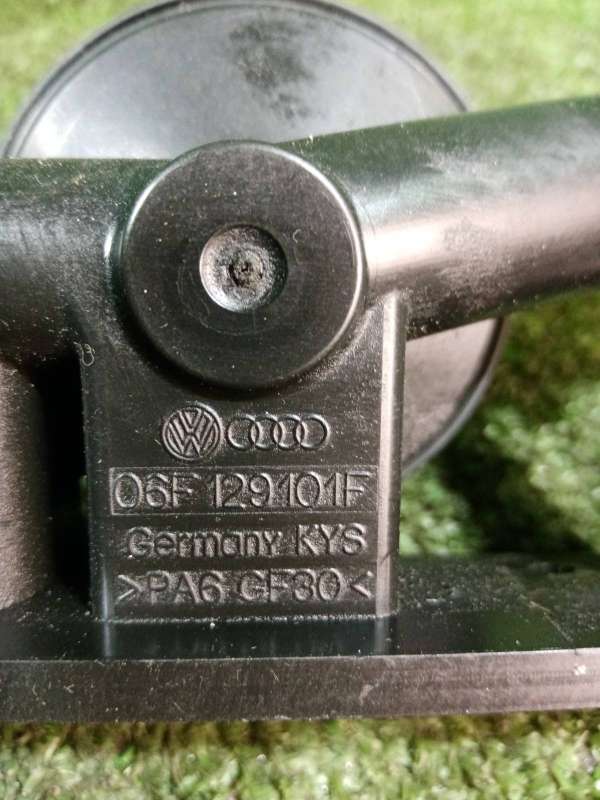 06F 129101F
Germany KYS
>PA6 GF30<